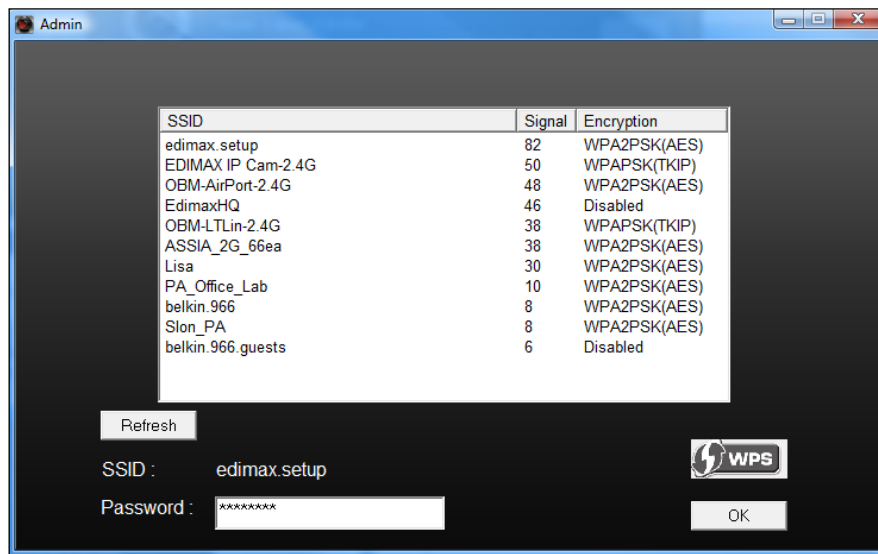 Admin
SSID Signal Encryption
edimax.setup 82 WPA2PSK(AES)
EDIMAX IP Cam-2.4G 50 WPAPSK(TKIP)
OBM-AirPort-2.4G 48 WPA2PSK(AES)
EdimaxHQ 46 Disabled
OBM-LTLin-2.4G 38 WPAPSK(TKIP)
ASSIA_2G_66ea 38 WPA2PSK(AES)
Lisa 30 WPA2PSK(AES)
PA_Office_Lab 10 WPA2PSK(AES)
belkin.966 8 WPA2PSK(AES)
Slon_PA 8 WPA2PSK(AES)
belkin.966.guests 6 Disabled
Refresh
SSID : edimax.setup
WPS
Password : ********
OK